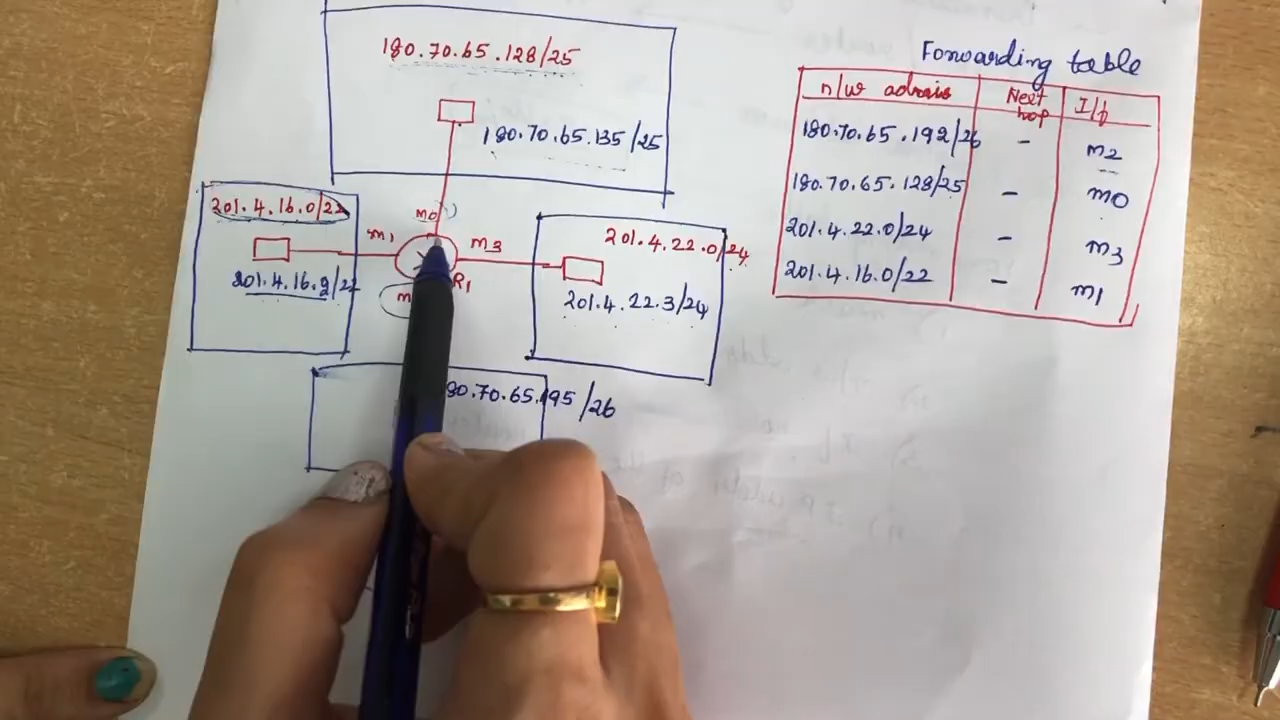 180.70.65.128/25
180.70.65.135/25
201.4.16.0/22
201.4.16.2/22
m0
m1
m3
R1
m
201.4.22.0/24
201.4.22.3/24
80.70.65.195/26
Forwarding table
n/w address Next hop I/f
180.70.65.192/26 - m2
180.70.65.128/25 - m0
201.4.22.0/24 - m3
201.4.16.0/22 - m1